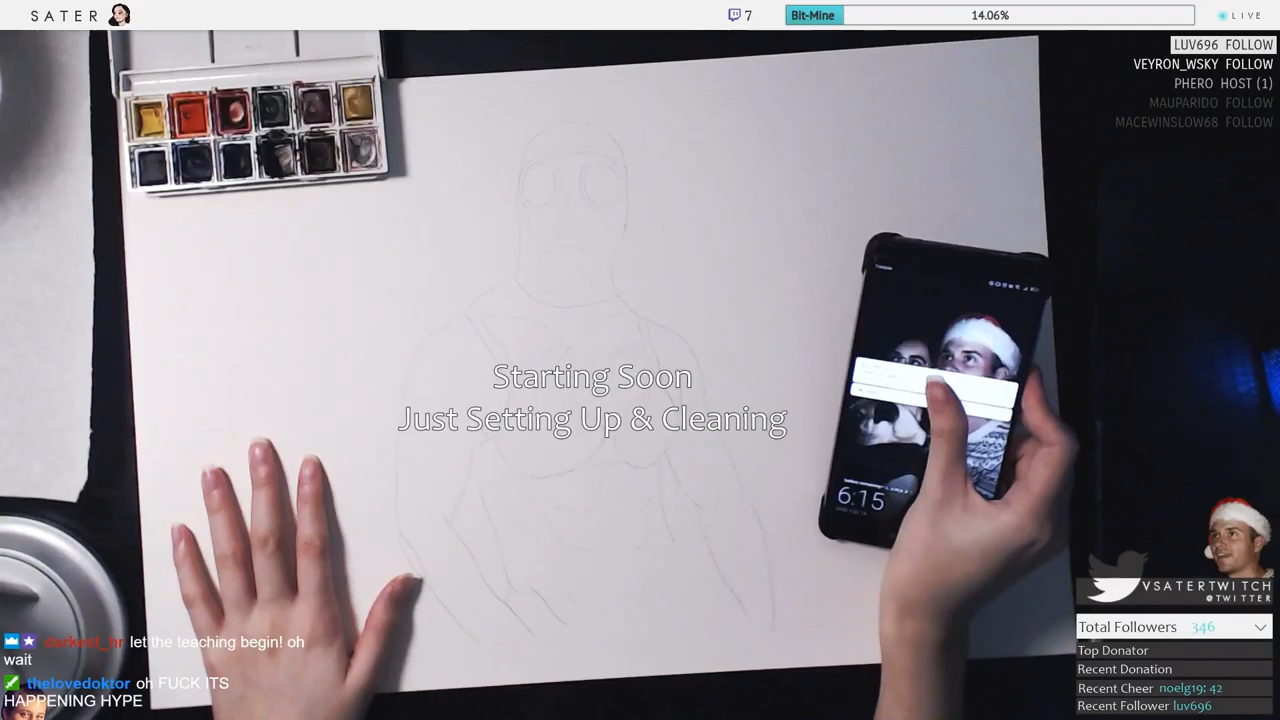 SATER
7
Bit-Mine
14.06%
LIVE
LUV696 FOLLOW
VEYRON_WSKY FOLLOW
PHERO HOST (1)
MAUPARIDO FOLLOW
MACEWINSLOW68 FOLLOW
Starting Soon
Just Setting Up & Cleaning
6:15
VSATERTWITCH
@TWITTER
Total Followers 346
Top Donator
Recent Donation
Recent Cheer noelg19: 42
Recent Follower luv696
darkest_hr let the teaching begin! oh
wait
thelovedoktor oh FUCK ITS
HAPPENING HYPE